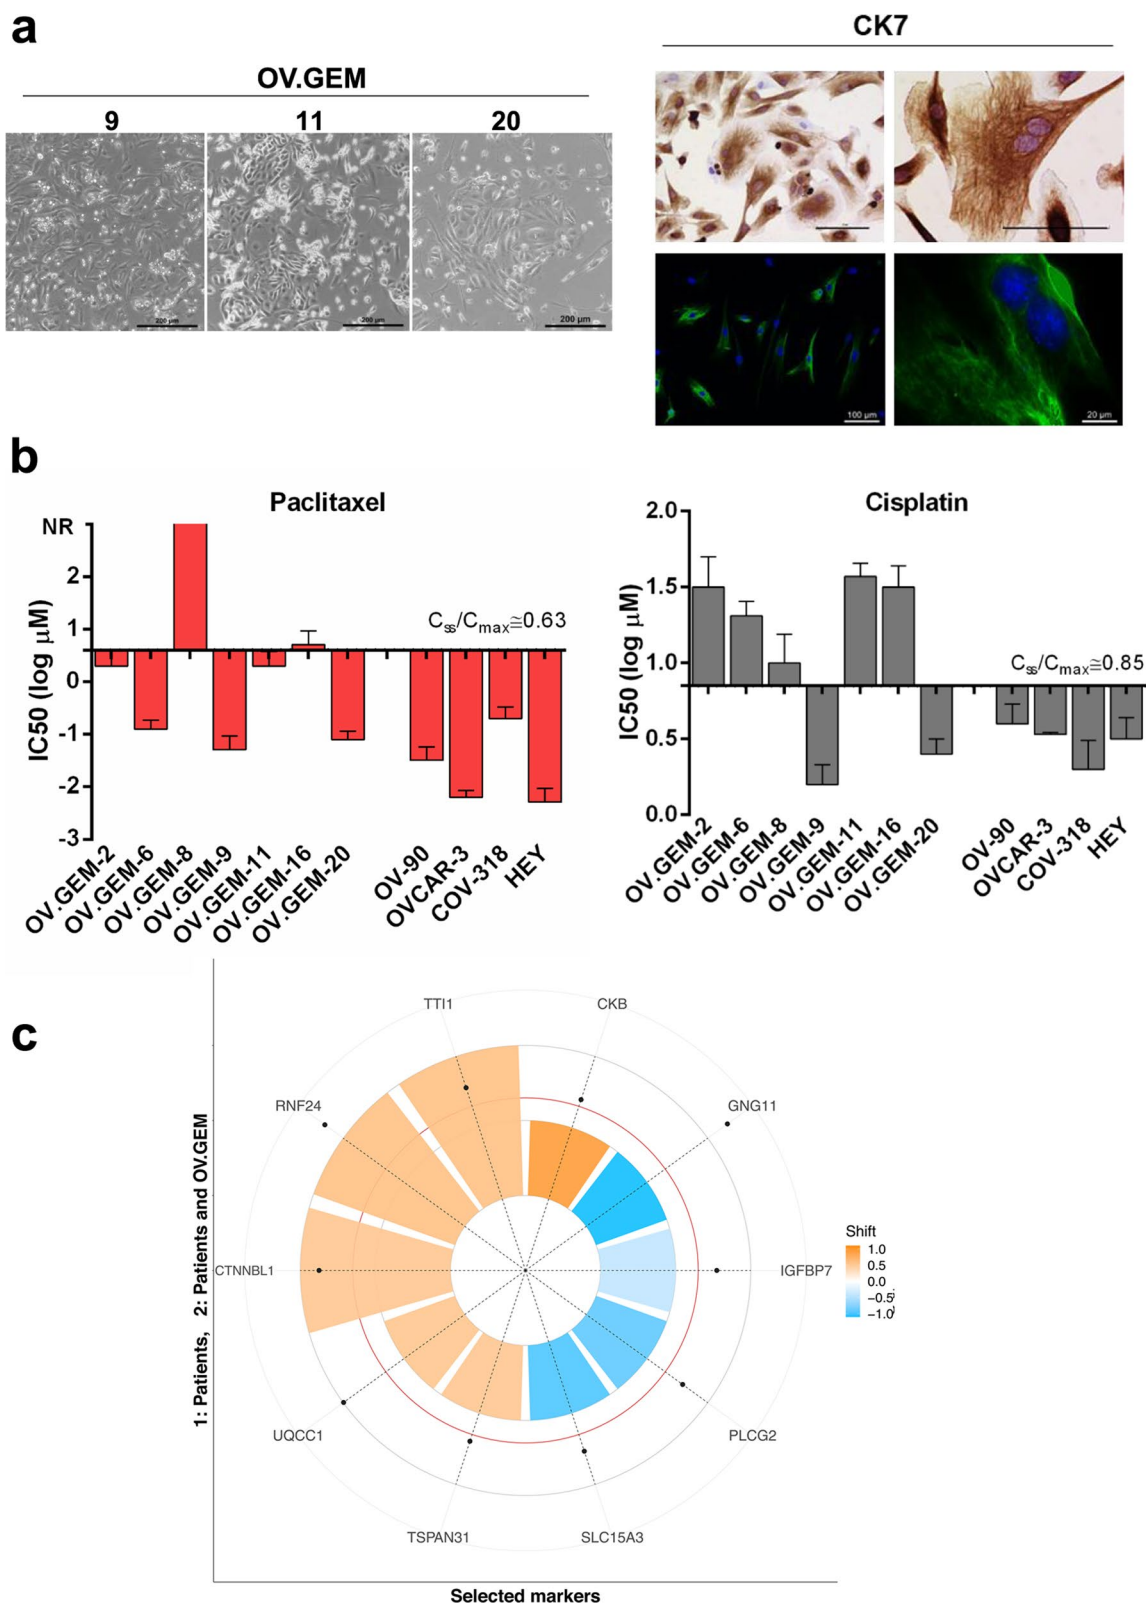 a
OV.GEM
9 11 20
200 µm 200 µm 200 µm
CK7
100 µm 20 µm
b
Paclitaxel
NR
2
1
0
-1
-2
-3
IC50 (log µM)
Css/Cmax≅0.63
OV.GEM-2
OV.GEM-6
OV.GEM-8
OV.GEM-9
OV.GEM-11
OV.GEM-16
OV.GEM-20
OV-90
OVCAR-3
COV-318
HEY
Cisplatin
2.0
1.5
1.0
0.5
0.0
IC50 (log µM)
Css/Cmax≅0.85
OV.GEM-2
OV.GEM-6
OV.GEM-8
OV.GEM-9
OV.GEM-11
OV.GEM-16
OV.GEM-20
OV-90
OVCAR-3
COV-318
HEY
c
1: Patients, 2: Patients and OV.GEM
TTI1
CKB
RNF24
GNG11
CTNNBL1
IGFBP7
UQCC1
PLCG2
TSPAN31
SLC15A3
Shift
1.0
0.5
0.0
−0.5
−1.0
Selected markers